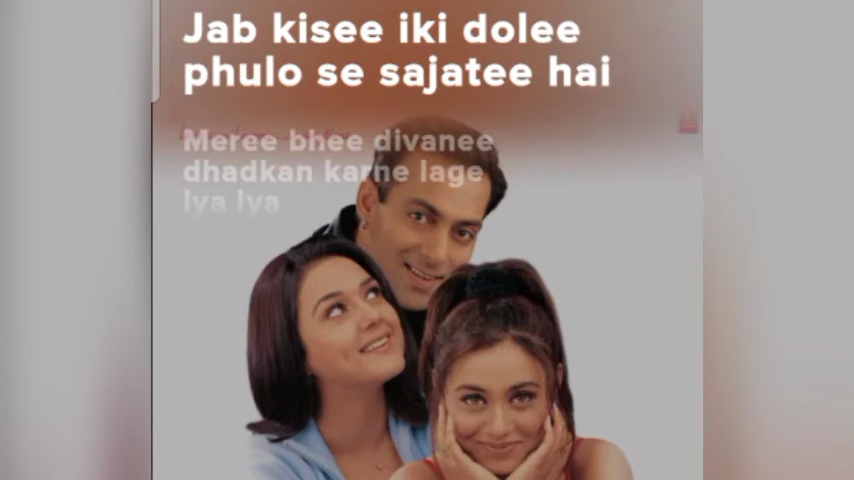 Jab kisee iki dolee
phulo se sajatee hai
Meree bhee divanee
dhadkan karne lage
iya iya